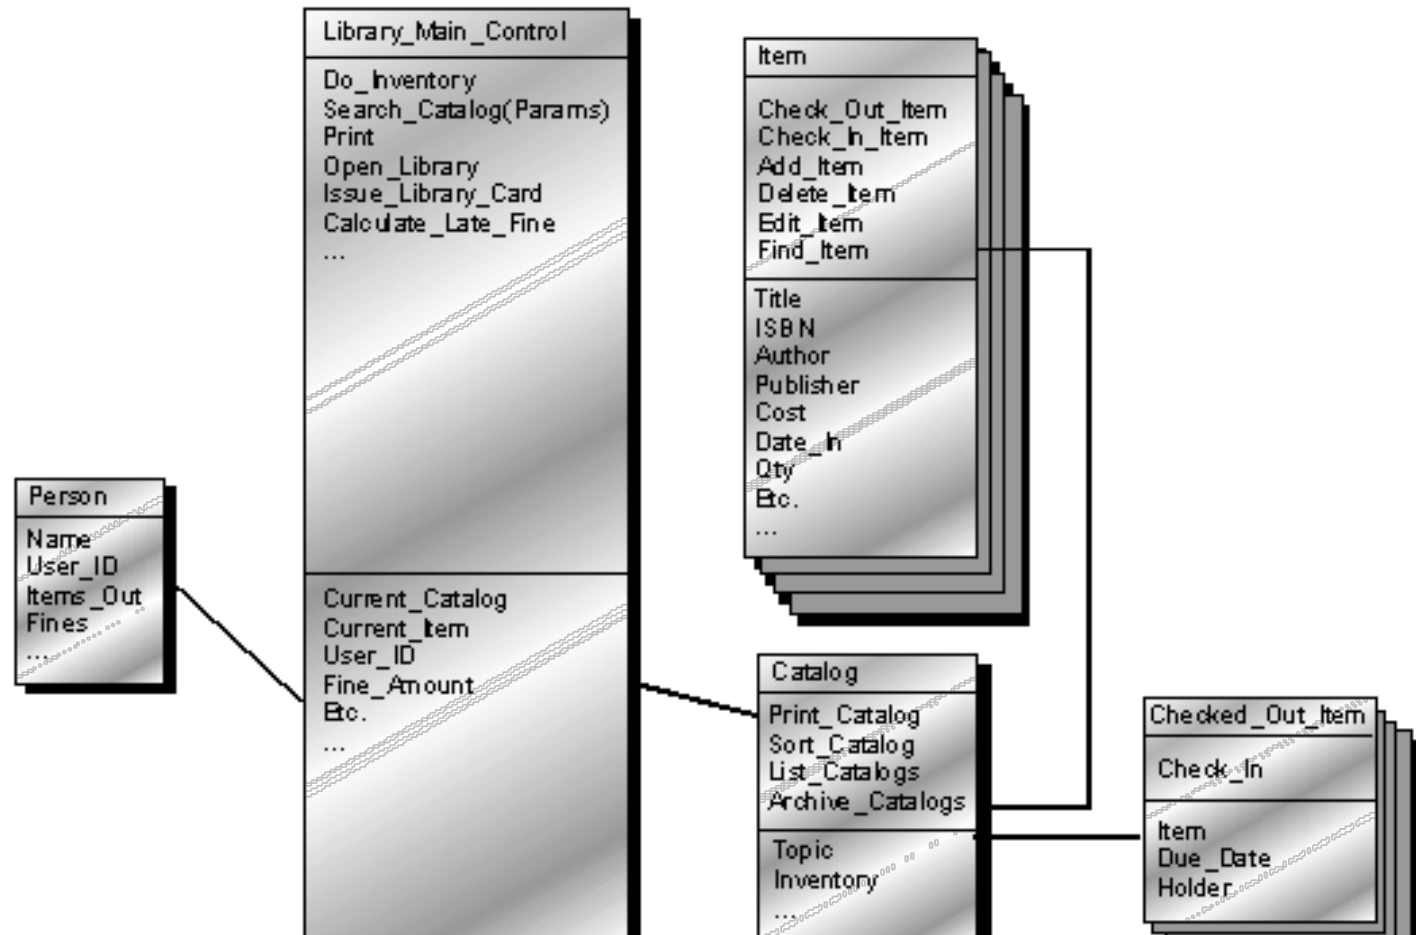 Library_Main_Control
Do_Inventory
Search_Catalog(Params)
Print
Open_Library
Issue_Library_Card
Calculate_Late_Fine
...
Current_Catalog
Current_Item
User_ID
Fine_Amount
Etc.
...
Item
Check_Out_Item
Check_In_Item
Add_Item
Delete_Item
Edit_Item
Find_Item
Title
ISBN
Author
Publisher
Cost
Date_In
Qty
Etc.
...
Person
Name
User_ID
Items_Out
Fines
...
Catalog
Print_Catalog
Sort_Catalog
List_Catalogs
Archive_Catalogs
Topic
Inventory
...
Checked_Out_Item
Check_In
Item
Due_Date
Holder